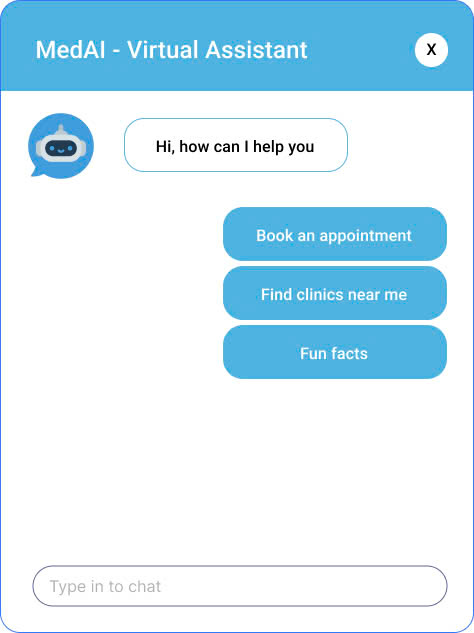 MedAI - Virtual Assistant
X
Hi, how can I help you
Book an appointment
Find clinics near me
Fun facts
Type in to chat